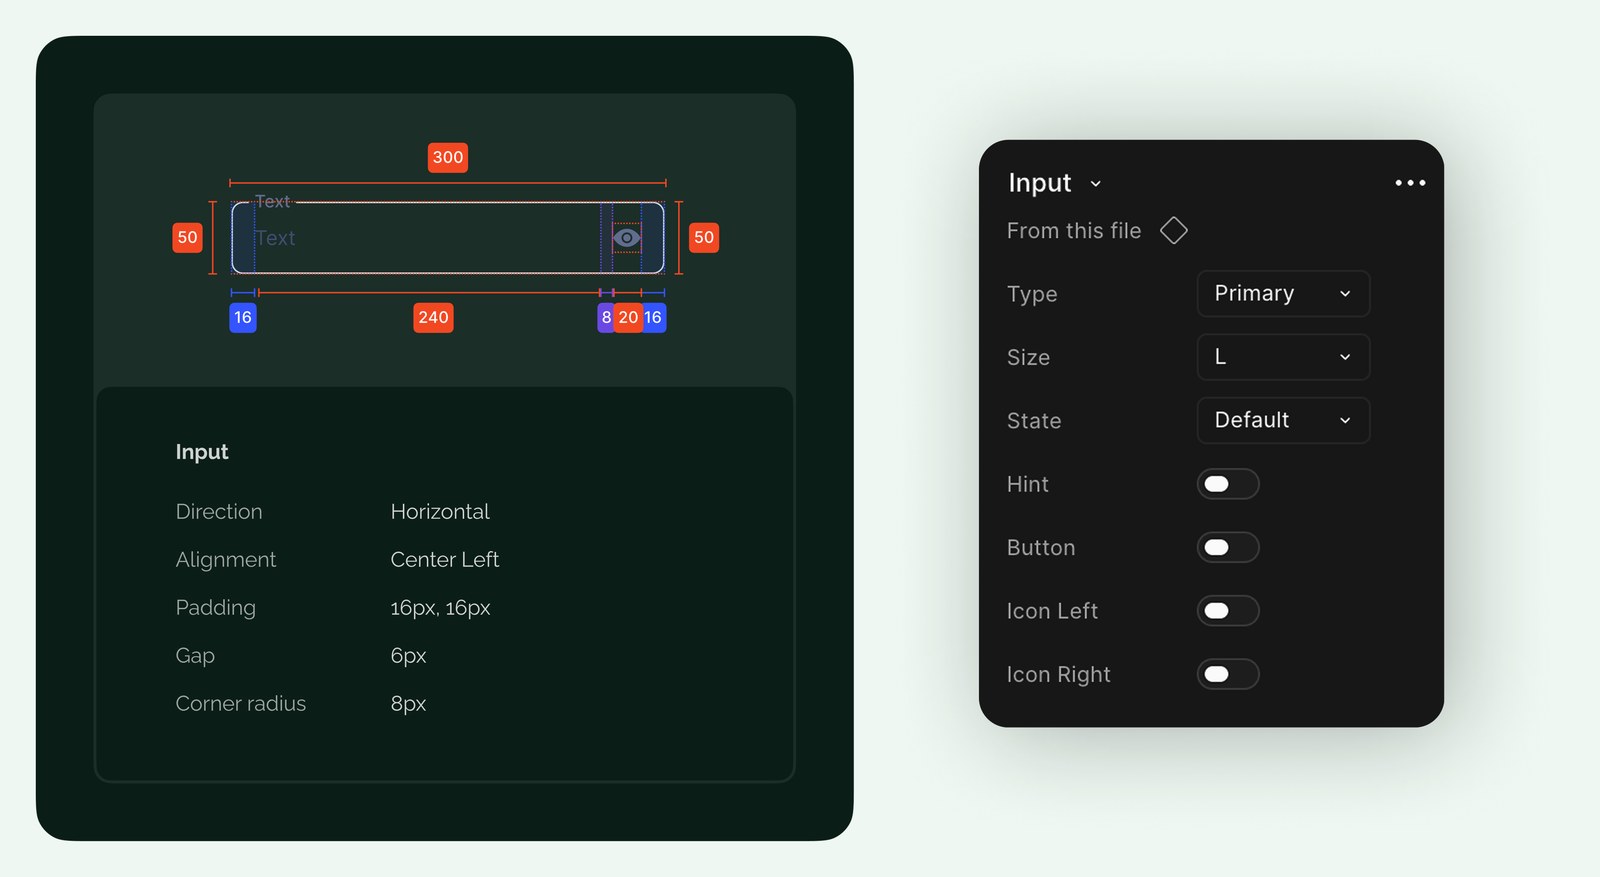 300
Text
50
Text
50
16
240
8
20
16
Input
Direction Horizontal
Alignment Center Left
Padding 16px, 16px
Gap 6px
Corner radius 8px
Input
From this file
Type Primary
Size L
State Default
Hint
Button
Icon Left
Icon Right